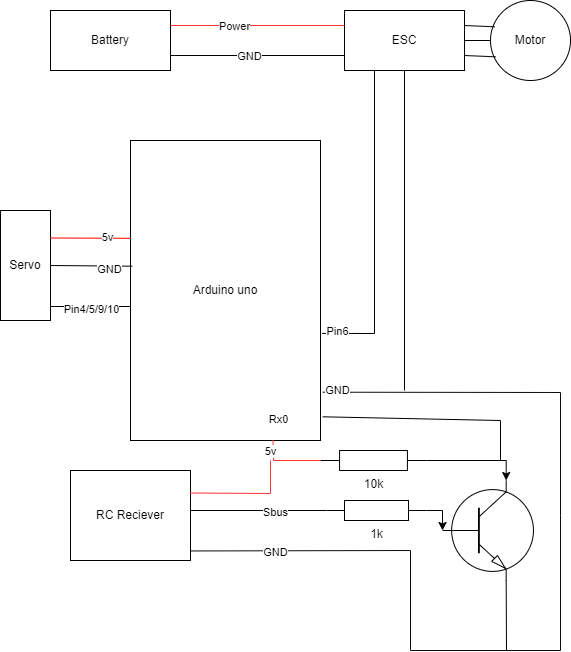 Battery
Power
GND
ESC
Motor
Servo
5v
GND
Pin4/5/9/10
Arduino uno
Pin6
GND
Rx0
5v
10k
RC Reciever
Sbus
1k
GND